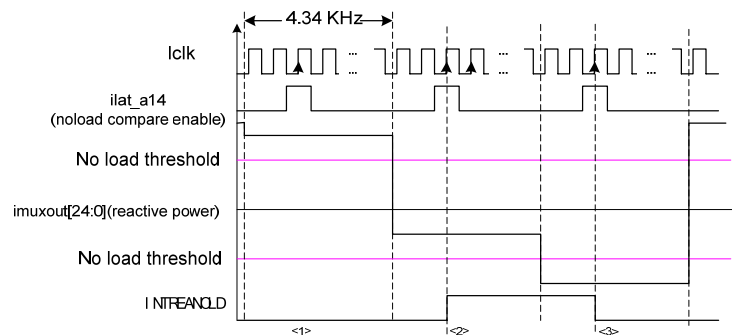 4.34 KHz
lclk
... ... ...
... ... ...
ilat_a14
(noload compare enable)
No load threshold
imuxout[24:0](reactive power)
No load threshold
INTREANOLD
<1> <2> <3>